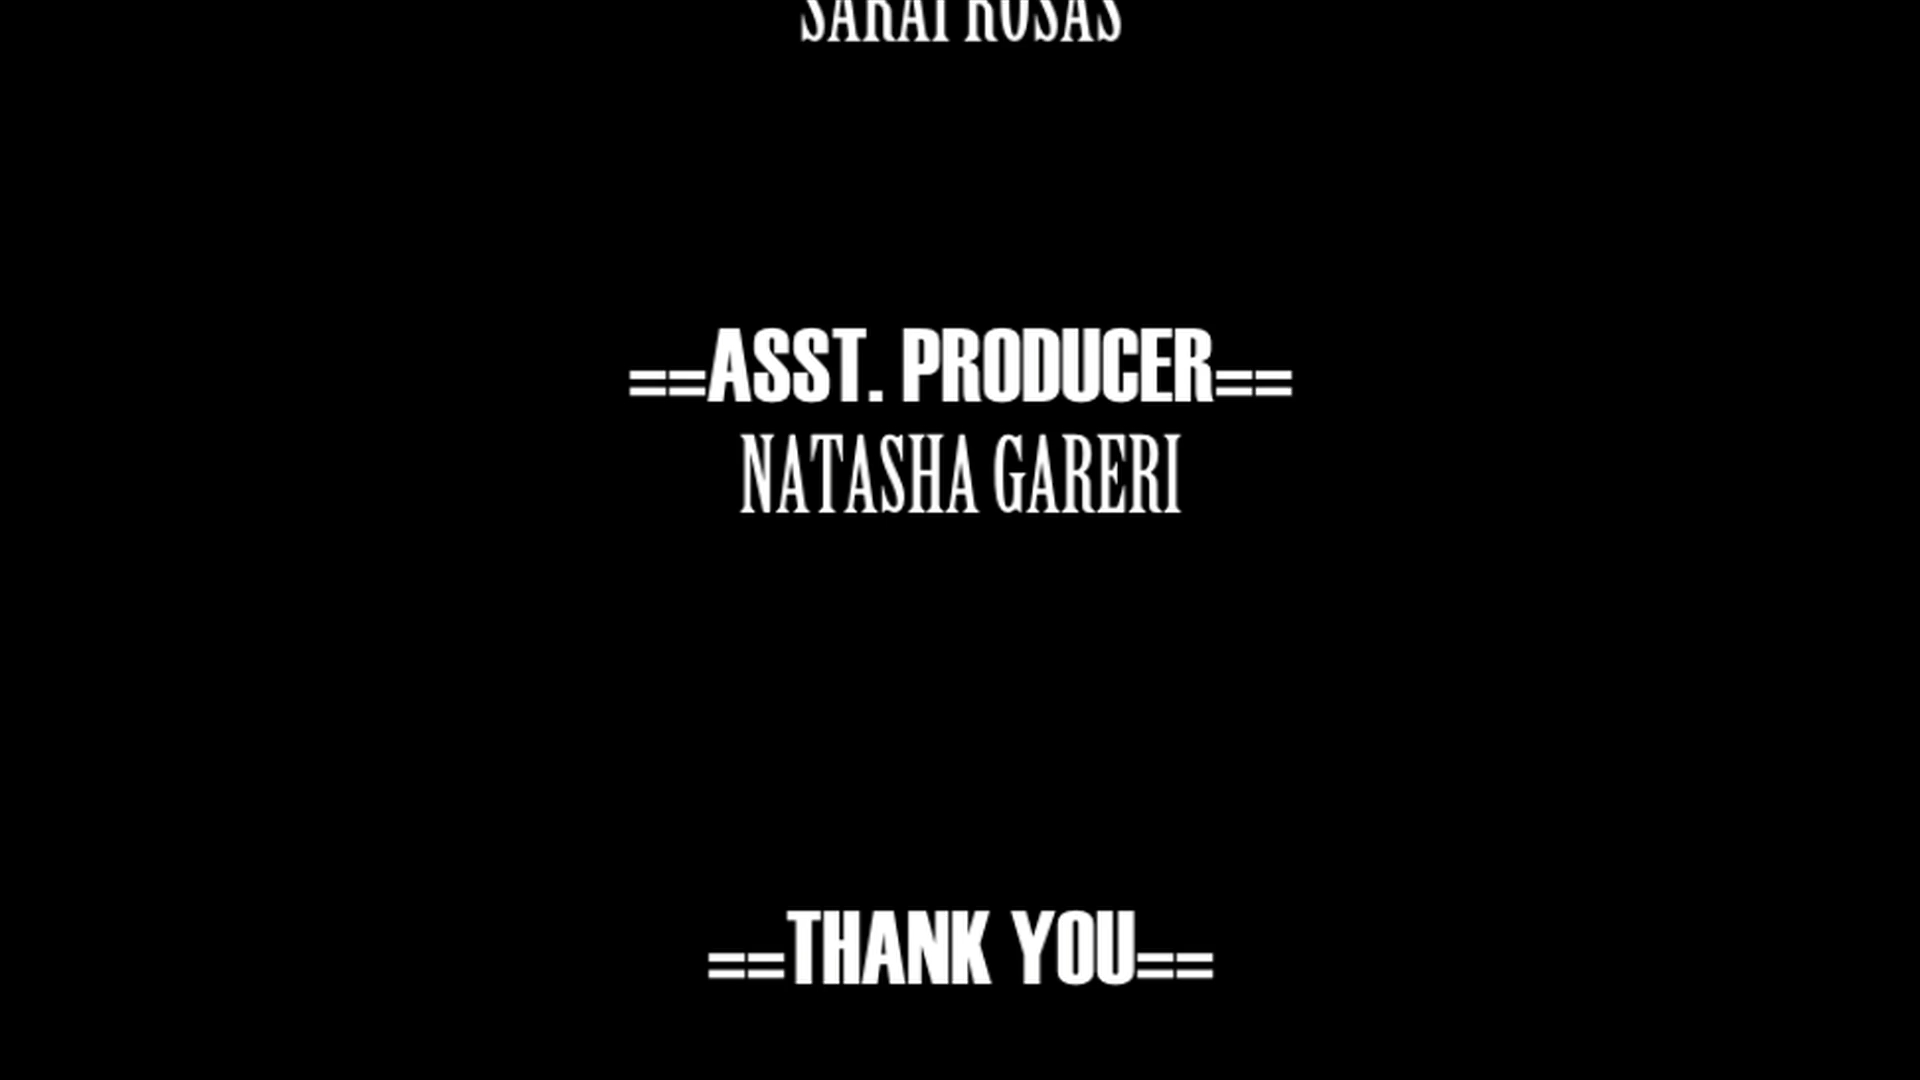 SARAI ROSAS
==ASST. PRODUCER==
NATASHA GARERI
==THANK YOU==